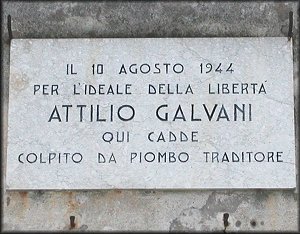 IL 10 AGOSTO 1944
PER L'IDEALE DELLA LIBERTÀ
ATTILIO GALVANI
QUI CADDE
COLPITO DA PIOMBO TRADITORE